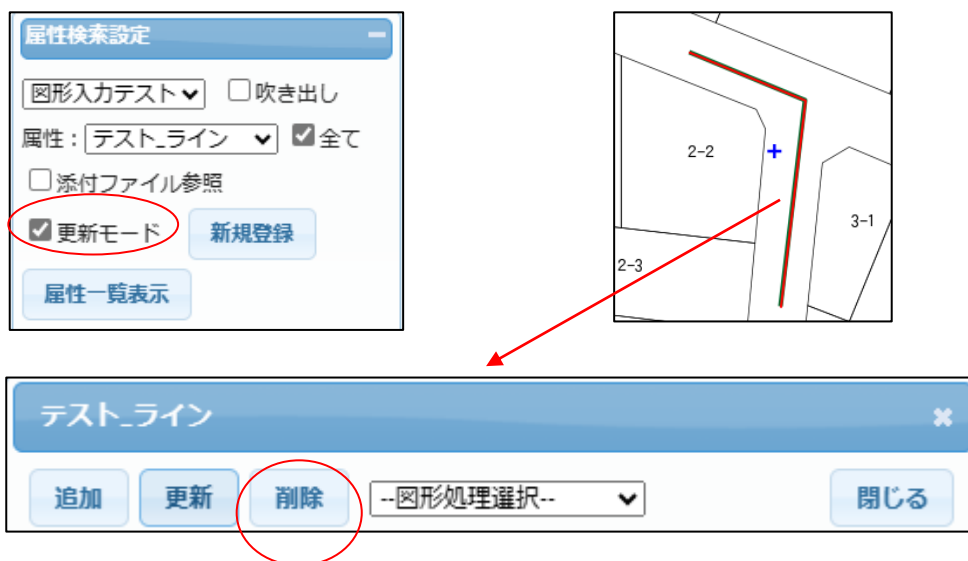 属性検索設定
図形入力テスト 吹き出し
属性：テスト_ライン 全て
添付ファイル参照
更新モード 新規登録
属性一覧表示
2-2
3-1
2-3
テスト_ライン
追加 更新 削除 --図形処理選択-- 閉じる